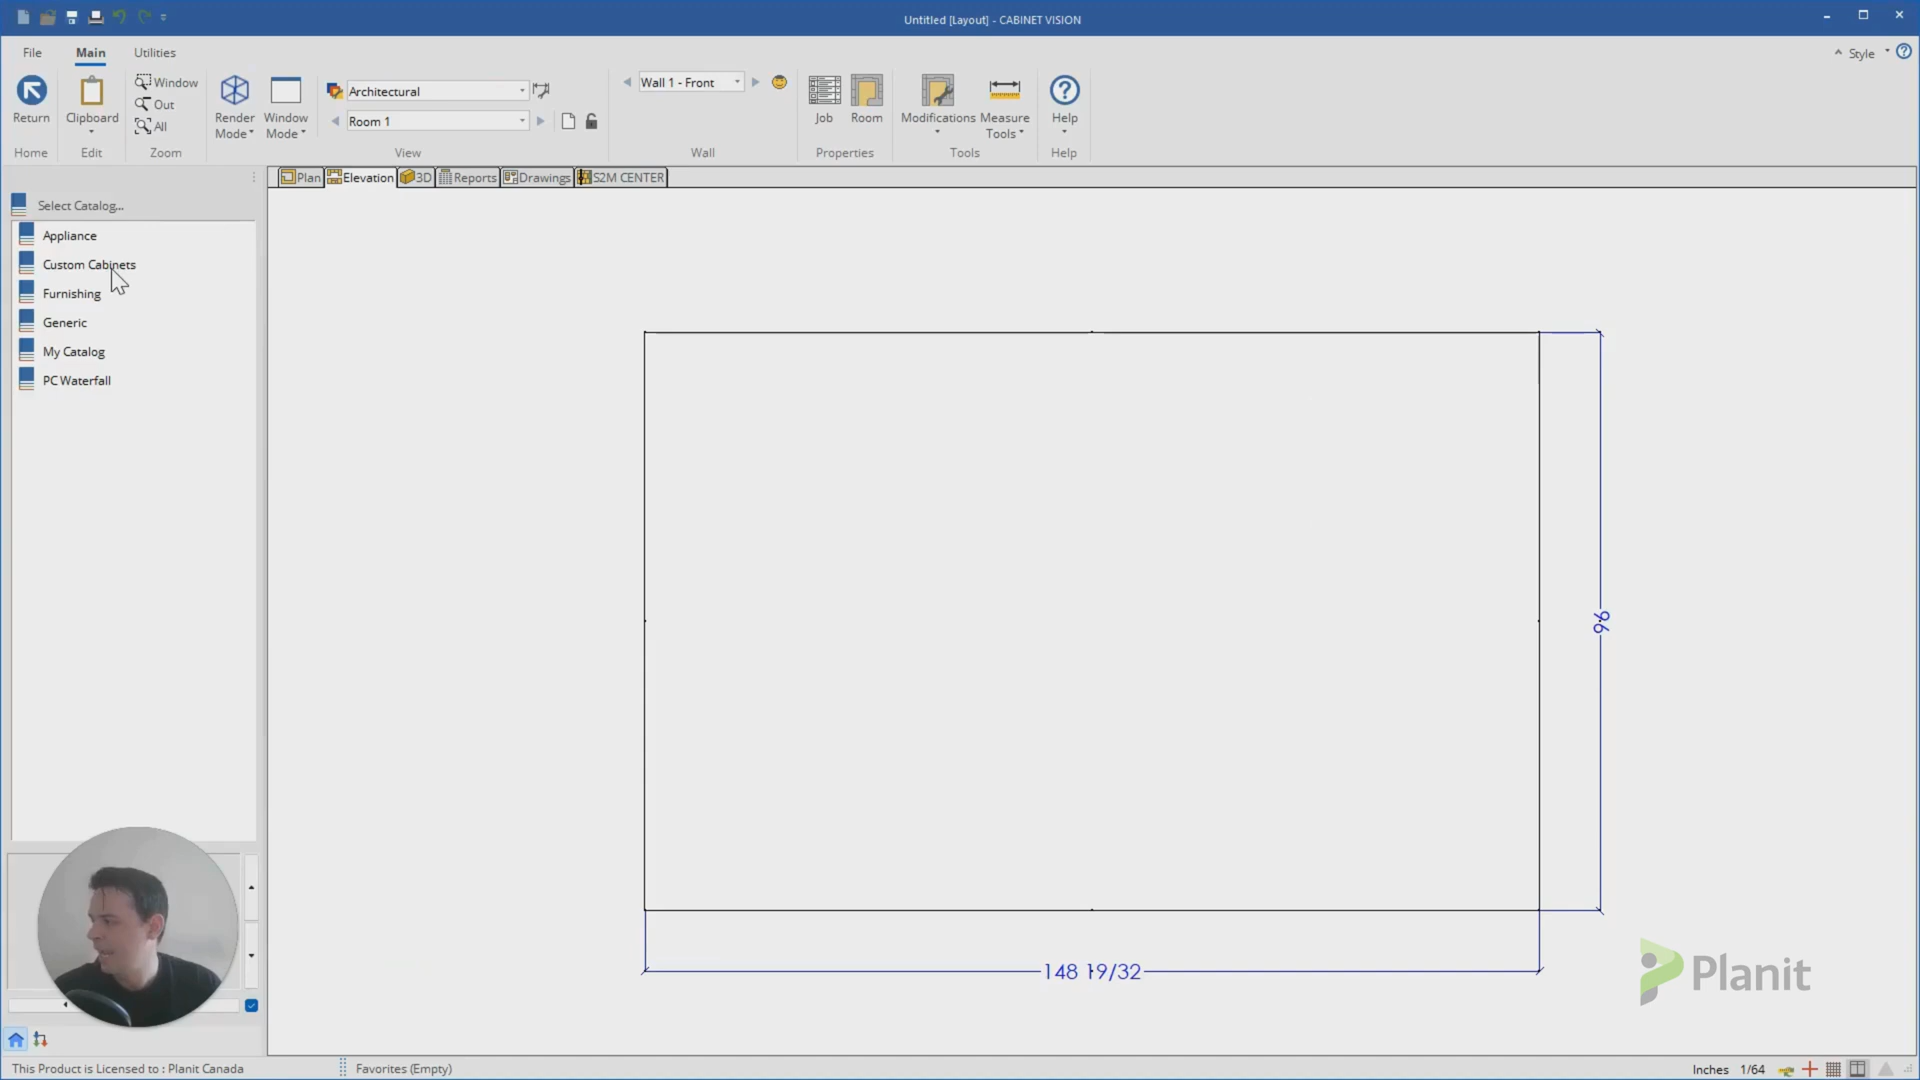 Untitled [Layout] - CABINET VISION
File
Main
Utilities
Style
Return
Clipboard
Window
Out
All
Render
Mode
Window
Mode
Architectural
Room 1
Wall 1 - Front
Job
Room
Modifications
Measure
Tools
Help
Home
Edit
Zoom
View
Wall
Properties
Tools
Help
Plan
Elevation
3D
Reports
Drawings
S2M CENTER
Select Catalog...
Appliance
Custom Cabinets
Furnishing
Generic
My Catalog
PC Waterfall
96
148 19/32
Planit
This Product is Licensed to : Planit Canada
Favorites (Empty)
Inches
1/64